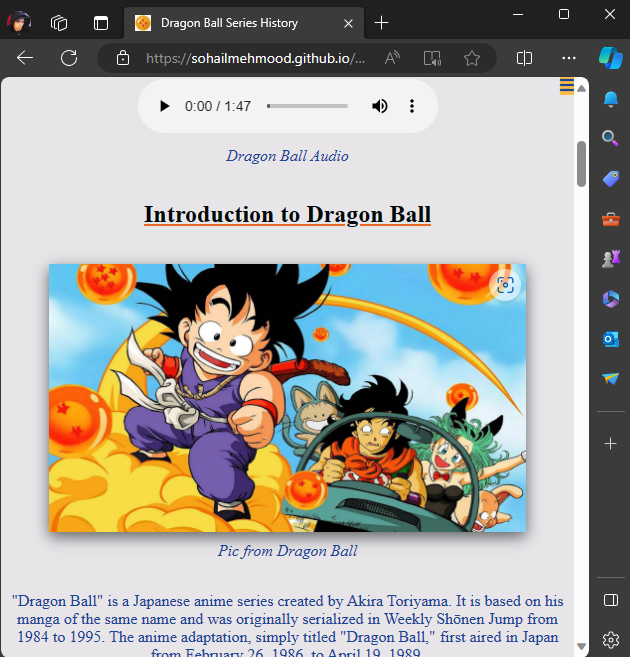 Dragon Ball Series History
https://sohailmehmood.github.io/...
0:00 / 1:47
Dragon Ball Audio
Introduction to Dragon Ball
Pic from Dragon Ball
"Dragon Ball" is a Japanese anime series created by Akira Toriyama. It is based on his
manga of the same name and was originally serialized in Weekly Shōnen Jump from
1984 to 1995. The anime adaptation, simply titled "Dragon Ball," first aired in Japan
from February 26, 1986, to April 19, 1989